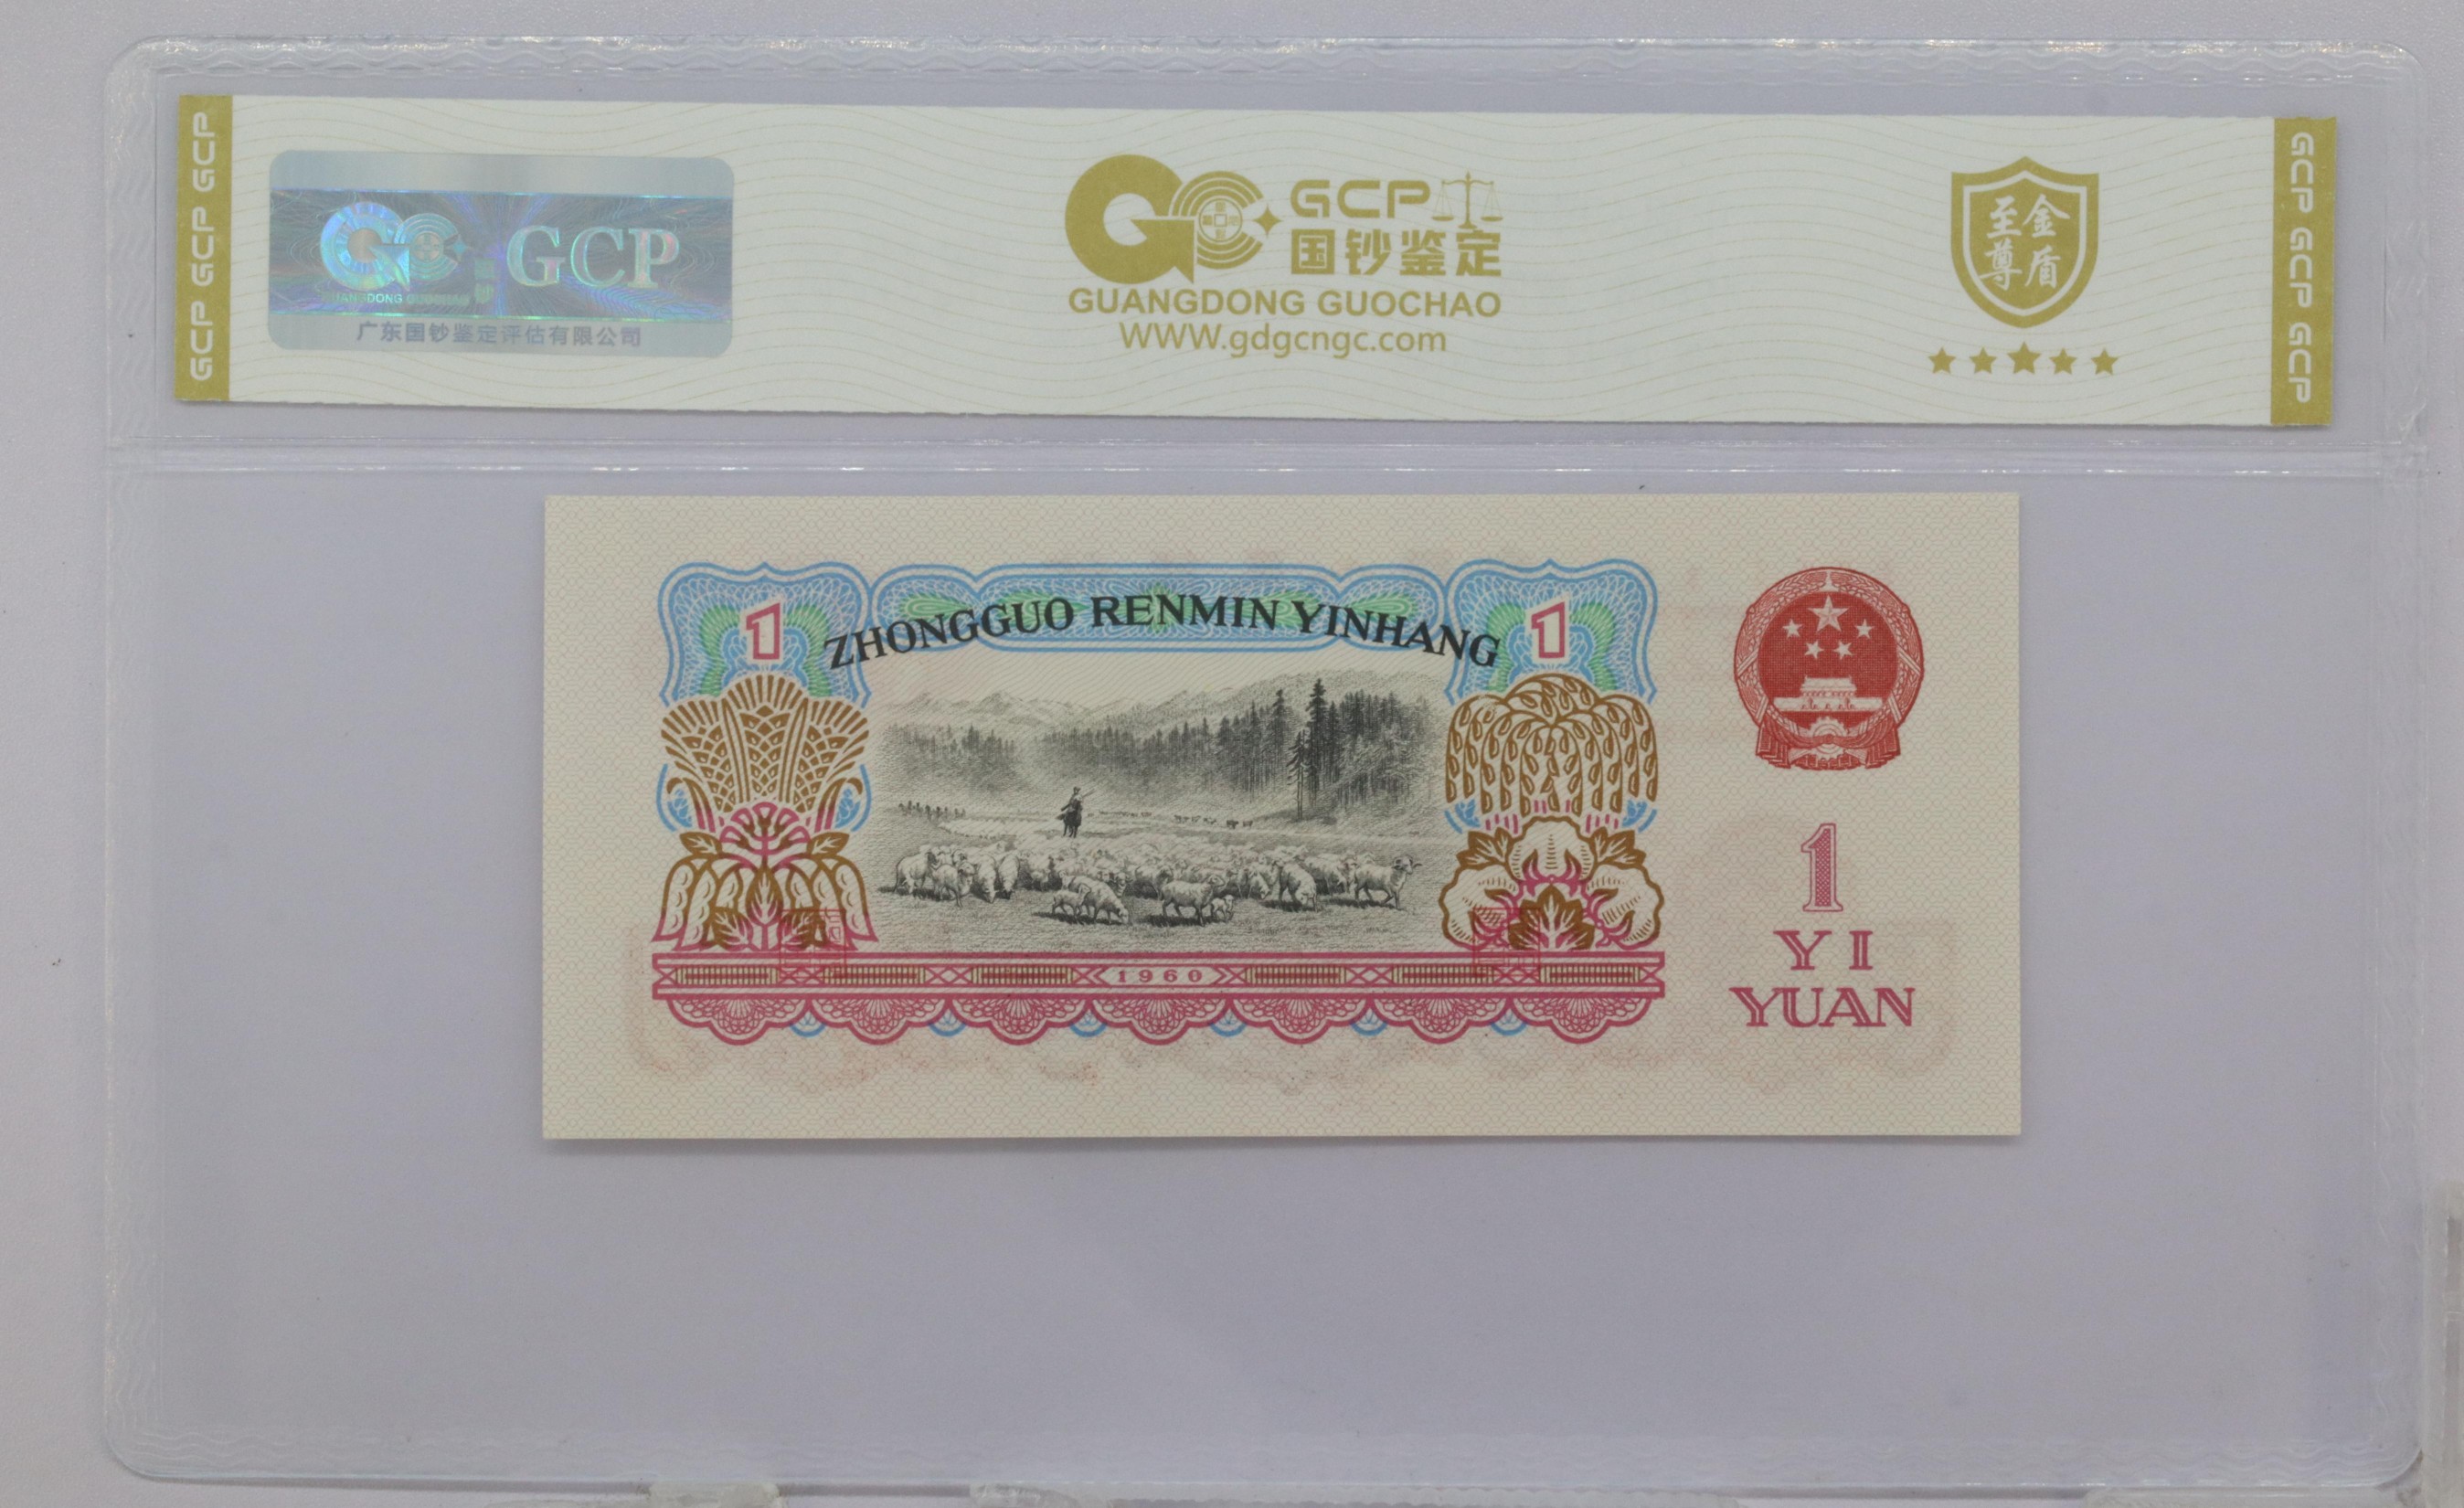 GCP GCP GCP
GCP
GUANGDONG GUOCHAO
广东国钞鉴定评估有限公司
GCP
国钞鉴定
GUANGDONG GUOCHAO
WWW.gdgcngc.com
至尊
金盾
GCP GCP GCP
ZHONGGUO RENMIN YINHANG
1
1
1
YI
YUAN
1960